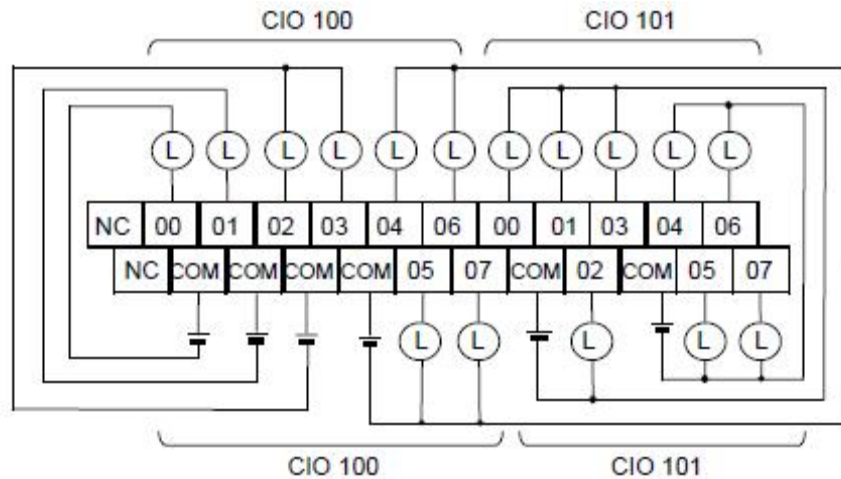 CIO 100 CIO 101
L L L L L L L L L L L
NC 00 01 02 03 04 06 00 01 03 04 06
NC COM COM COM COM 05 07 COM 02 COM 05 07
L L L L L
CIO 100 CIO 101